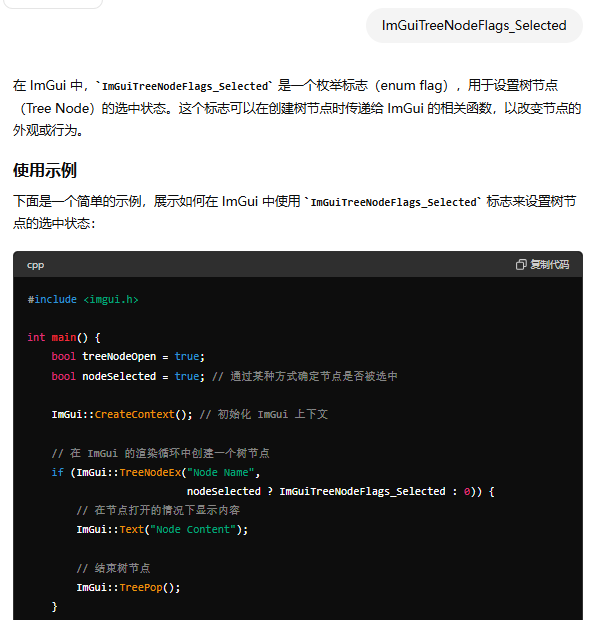 ImGuiTreeNodeFlags_Selected
在 ImGui 中，`ImGuiTreeNodeFlags_Selected` 是一个枚举标志（enum flag），用于设置树节点
（Tree Node）的选中状态。这个标志可以在创建树节点时传递给 ImGui 的相关函数，以改变节点的
外观或行为。
使用示例
下面是一个简单的示例，展示如何在 ImGui 中使用 `ImGuiTreeNodeFlags_Selected` 标志来设置树节
点的选中状态：
cpp 复制代码
#include <imgui.h>
int main() {
    bool treeNodeOpen = true;
    bool nodeSelected = true; // 通过某种方式确定节点是否被选中
    ImGui::CreateContext(); // 初始化 ImGui 上下文
    // 在 ImGui 的渲染循环中创建一个树节点
    if (ImGui::TreeNodeEx("Node Name",
                          nodeSelected ? ImGuiTreeNodeFlags_Selected : 0)) {
        // 在节点打开的情况下显示内容
        ImGui::Text("Node Content");
        // 结束树节点
        ImGui::TreePop();
    }